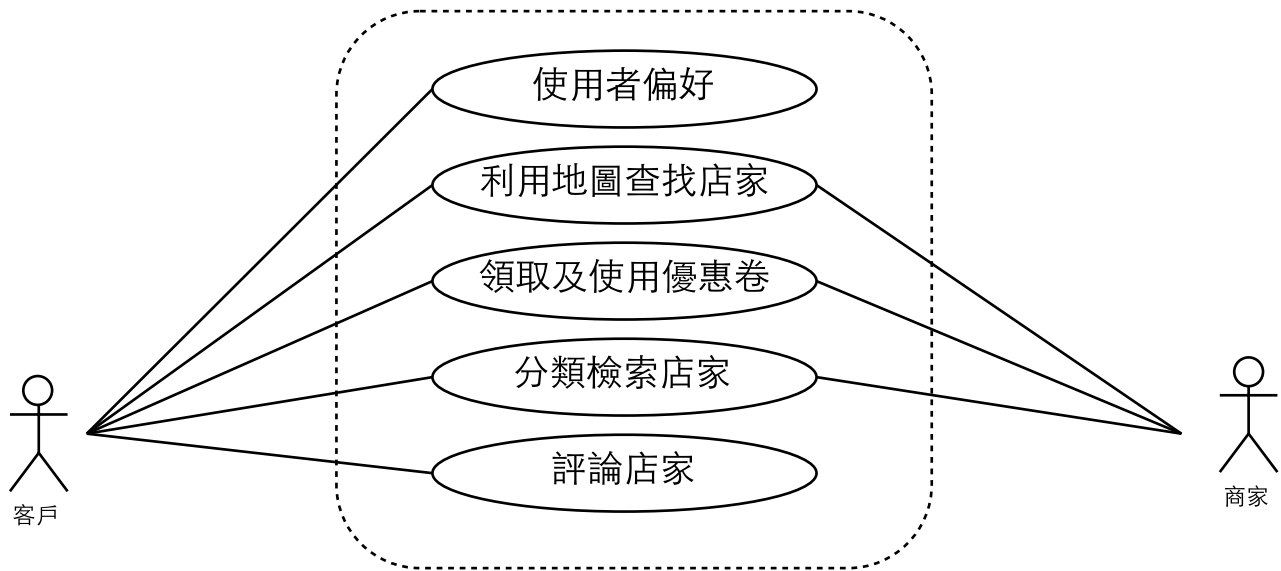 使用者偏好
利用地圖查找店家
領取及使用優惠卷
分類檢索店家
評論店家
客戶
商家